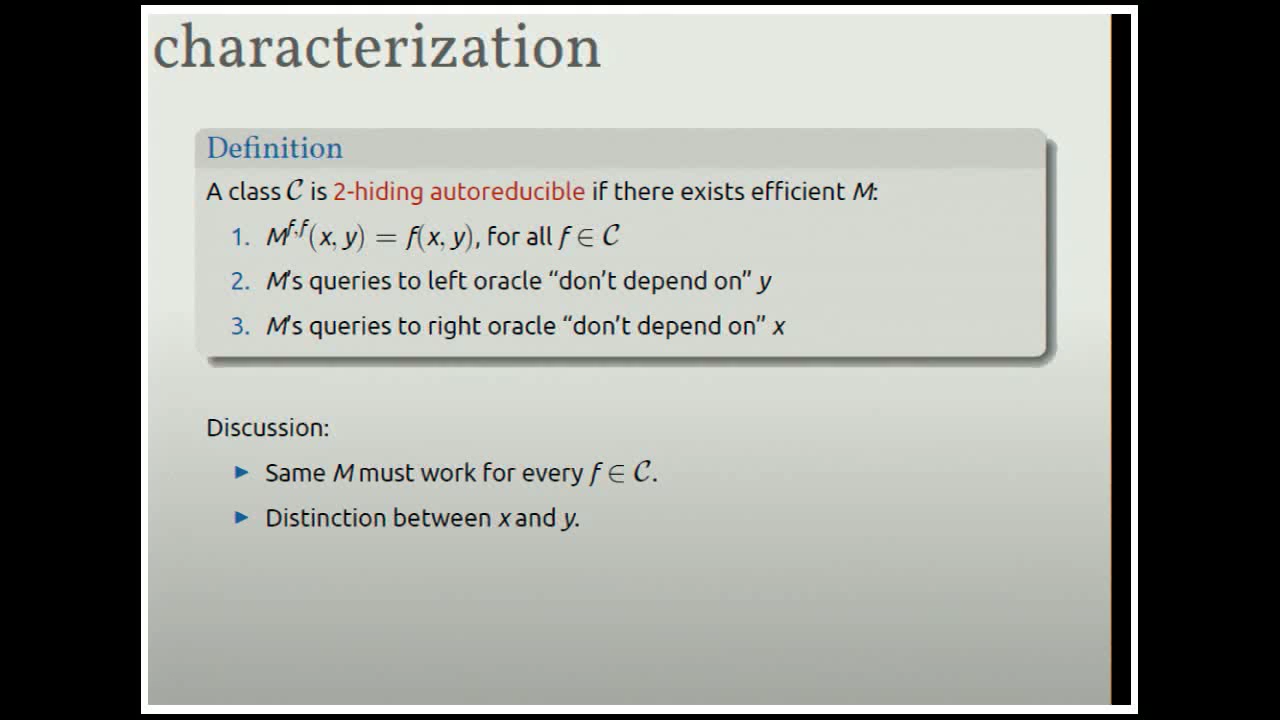 characterization
Definition
A class 𝒞 is 2-hiding autoreducible if there exists efficient M:
1. M^{f,f}(x, y) = f(x, y), for all f ∈ 𝒞
2. M's queries to left oracle “don't depend on” y
3. M's queries to right oracle “don't depend on” x
Discussion:
▶ Same M must work for every f ∈ 𝒞.
▶ Distinction between x and y.